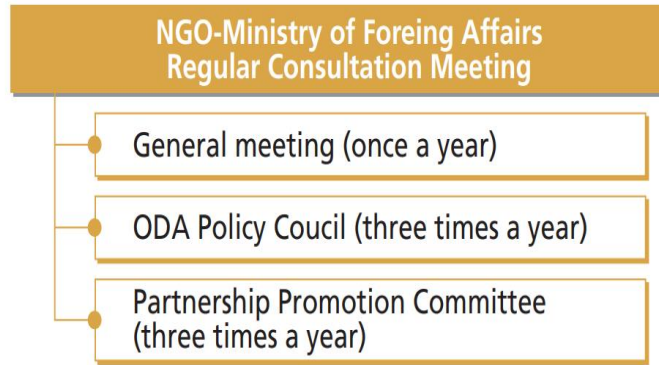 NGO-Ministry of Foreing Affairs
Regular Consultation Meeting
General meeting (once a year)
ODA Policy Coucil (three times a year)
Partnership Promotion Committee
(three times a year)